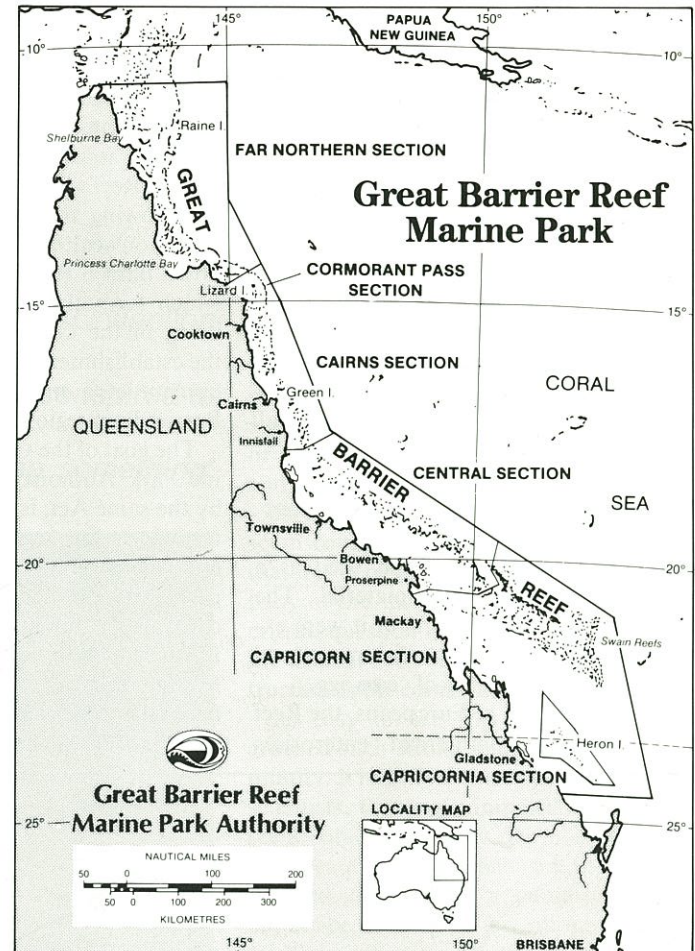 145°
150°
PAPUA
NEW GUINEA
10°
10°
Raine I.
Shelburne Bay
FAR NORTHERN SECTION
GREAT
Great Barrier Reef
Marine Park
Princess Charlotte Bay
CORMORANT PASS
SECTION
Lizard I.
15°
15°
Cooktown
CAIRNS SECTION
CORAL
Green I.
Cairns
QUEENSLAND
Innisfail
BARRIER
CENTRAL SECTION
SEA
Townsville
20°
20°
Bowen
Proserpine
REEF
Mackay
Swain Reefs
CAPRICORN SECTION
Heron I.
Gladstone
CAPRICORNIA SECTION
Great Barrier Reef
Marine Park Authority
LOCALITY MAP
25°
25°
NAUTICAL MILES
50 0 100 200
50 0 100 200 300
KILOMETRES
145°
150°
BRISBANE